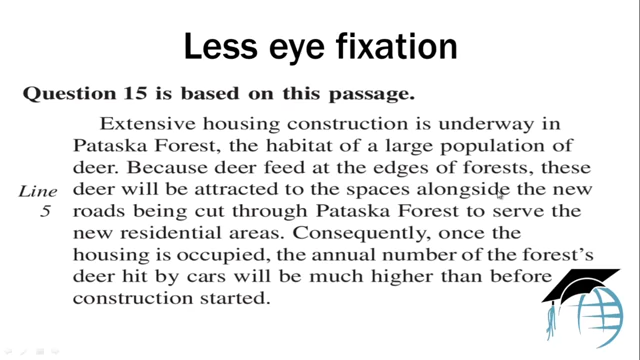 Less eye fixation
Question 15 is based on this passage.
Extensive housing construction is underway in
Pataska Forest, the habitat of a large population of
deer. Because deer feed at the edges of forests, these
Line deer will be attracted to the spaces alongside the new
5 roads being cut through Pataska Forest to serve the
new residential areas. Consequently, once the
housing is occupied, the annual number of the forest's
deer hit by cars will be much higher than before
construction started.